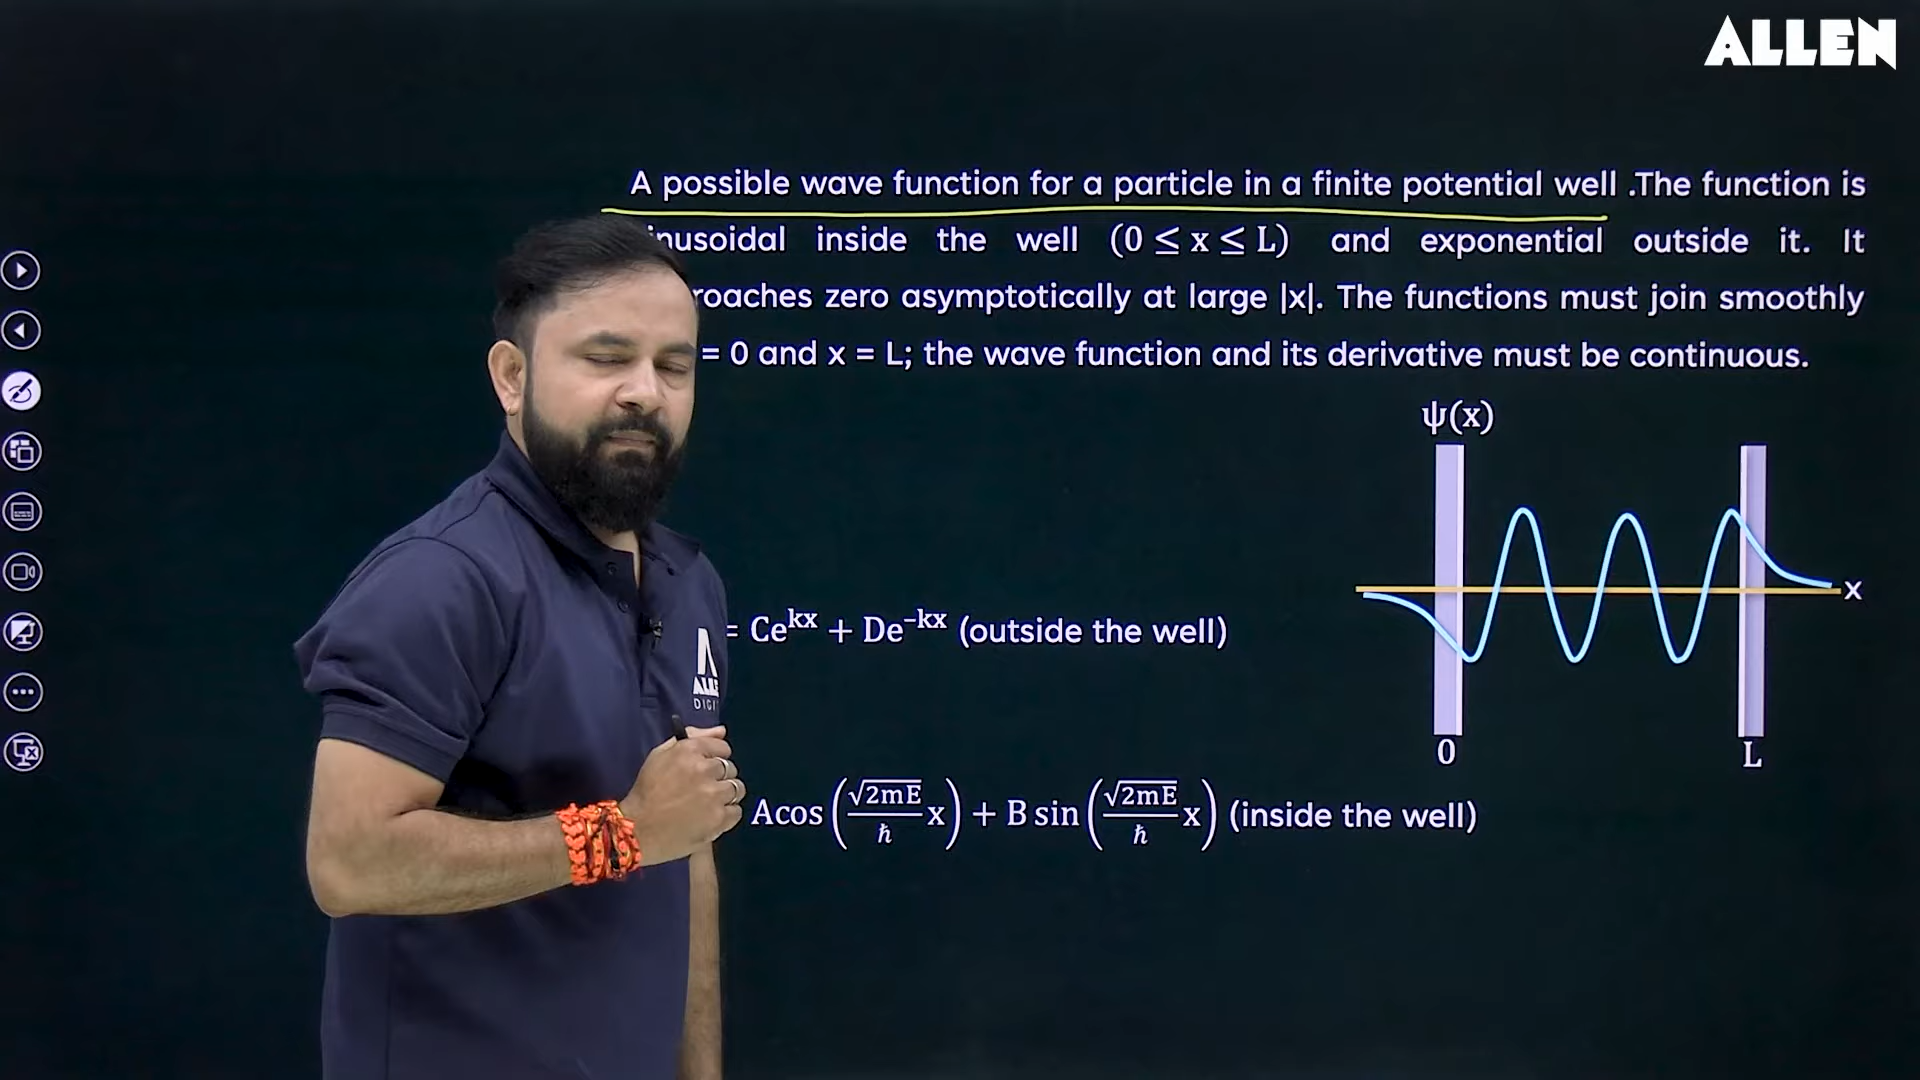 ALLEN
A possible wave function for a particle in a finite potential well .The function is
inusoidal inside the well (0 ≤ x ≤ L) and exponential outside it. It
roaches zero asymptotically at large |x|. The functions must join smoothly
= 0 and x = L; the wave function and its derivative must be continuous.
ψ(x)
x
= Ce^kx + De^−kx (outside the well)
ALLE
DIGI
0 L
Acos (√2mE/ħ x) + B sin (√2mE/ħ x) (inside the well)